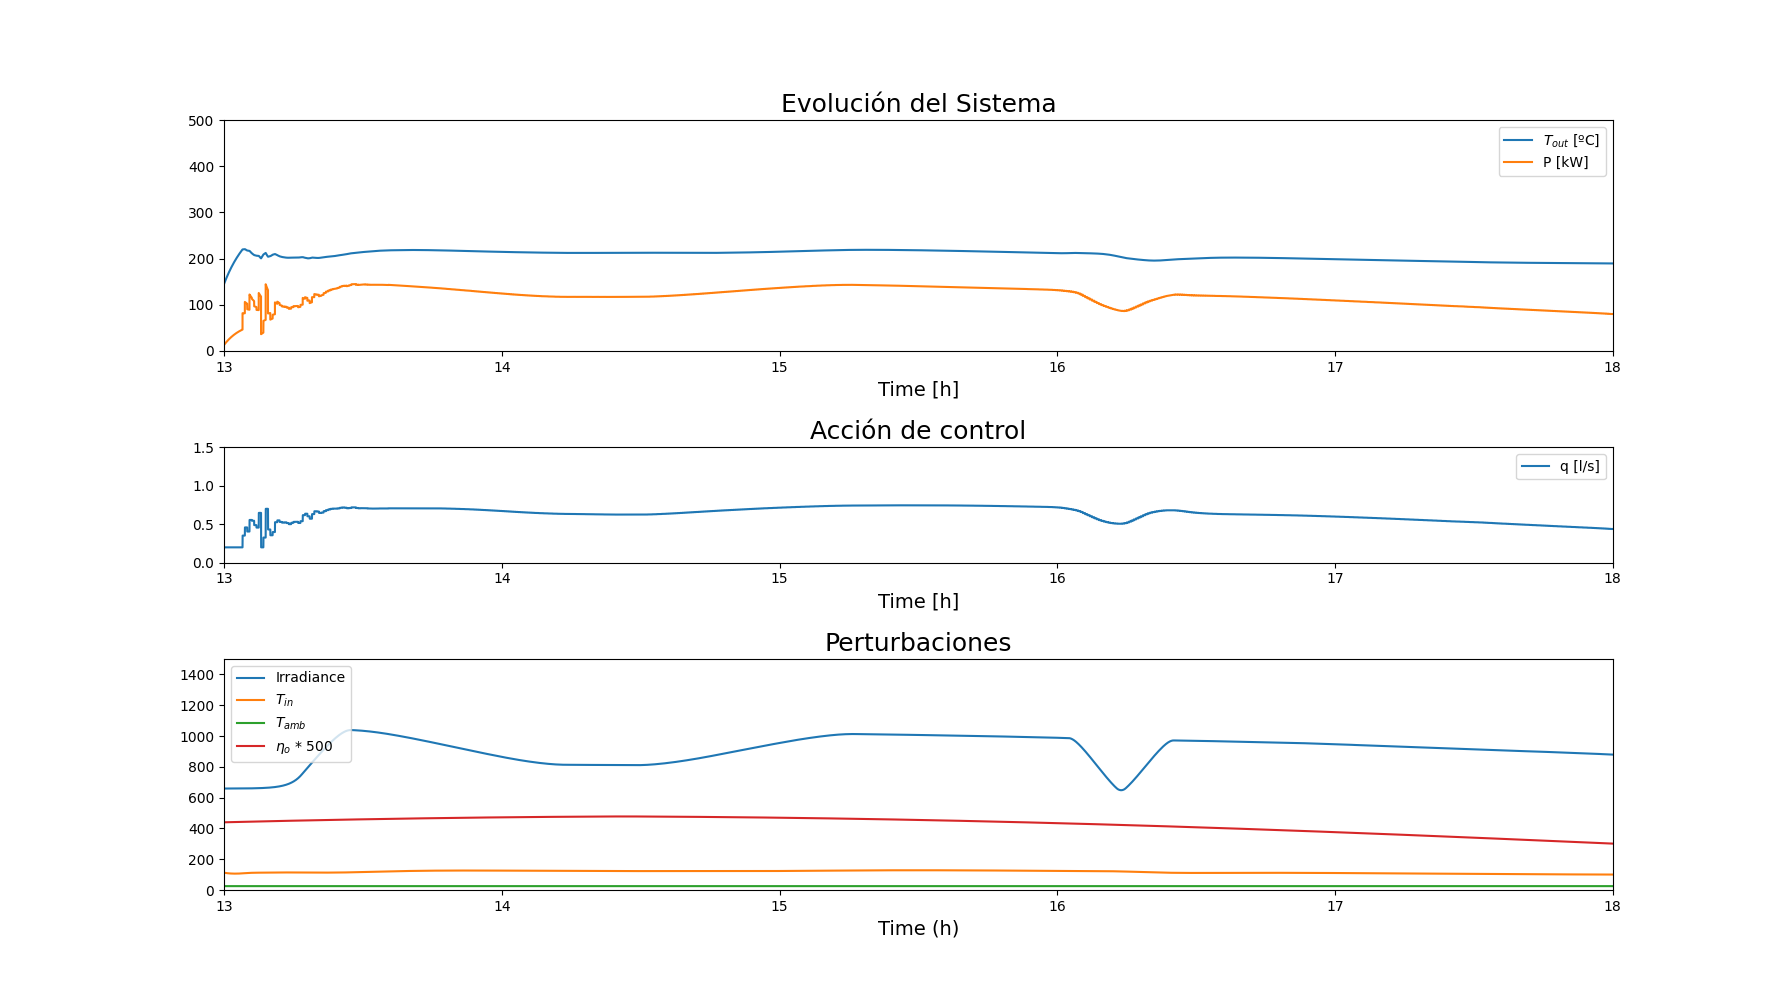 Evolución del Sistema
500
400
300
200
100
0
T_out [ºC]
P [kW]
13 14 15 16 17 18
Time [h]
Acción de control
1.5
1.0
0.5
0.0
q [l/s]
13 14 15 16 17 18
Time [h]
Perturbaciones
1400
1200
1000
800
600
400
200
0
Irradiance
T_in
T_amb
η_o * 500
13 14 15 16 17 18
Time (h)